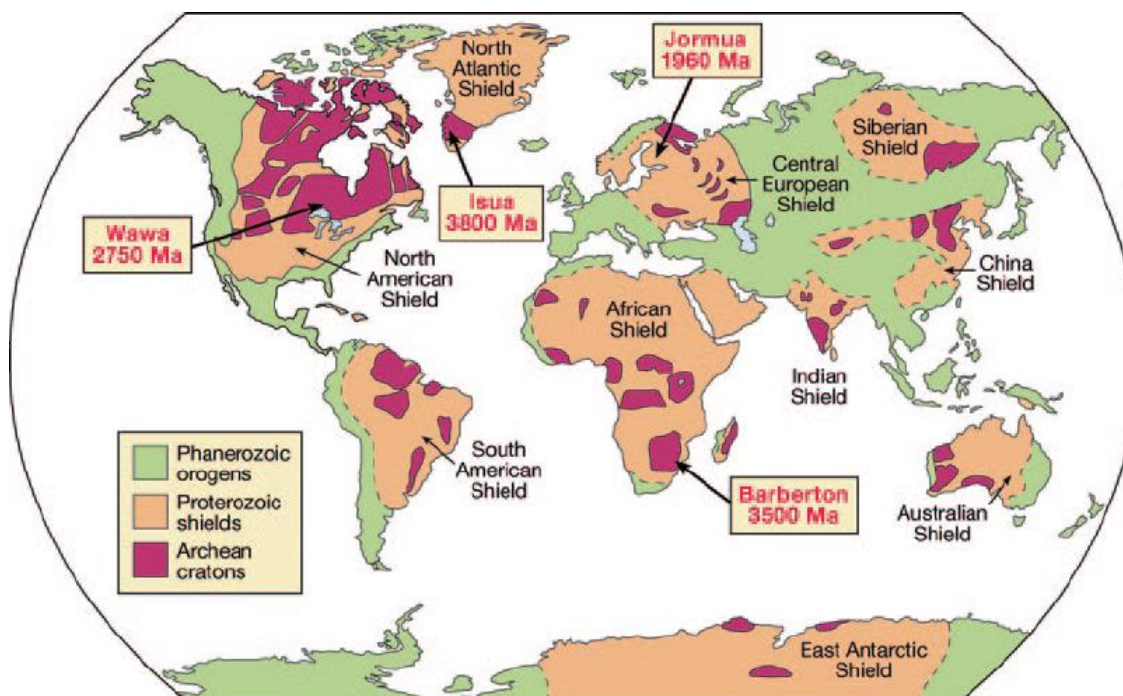 Jormua
1960 Ma
North
Atlantic
Shield
Siberian
Shield
Central
European
Shield
Isua
3800 Ma
Wawa
2750 Ma
North
American
Shield
China
Shield
African
Shield
Indian
Shield
South
American
Shield
Barberton
3500 Ma
Australian
Shield
Phanerozoic
orogens
Proterozoic
shields
Archean
cratons
East Antarctic
Shield